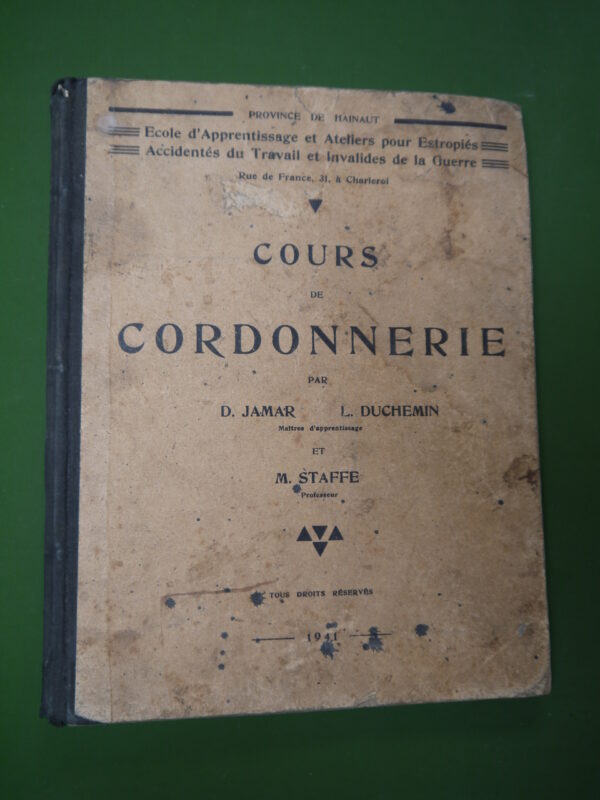 PROVINCE DE HAINAUT
Ecole d'Apprentissage et Ateliers pour Estropiés
Accidentés du Travail et Invalides de la Guerre
Rue de France, 31, à Charleroi
COURS
DE
CORDONNERIE
PAR
D. JAMAR L. DUCHEMIN
Maîtres d'apprentissage
ET
M. STAFFE
Professeur
TOUS DROITS RÉSERVÉS
1941